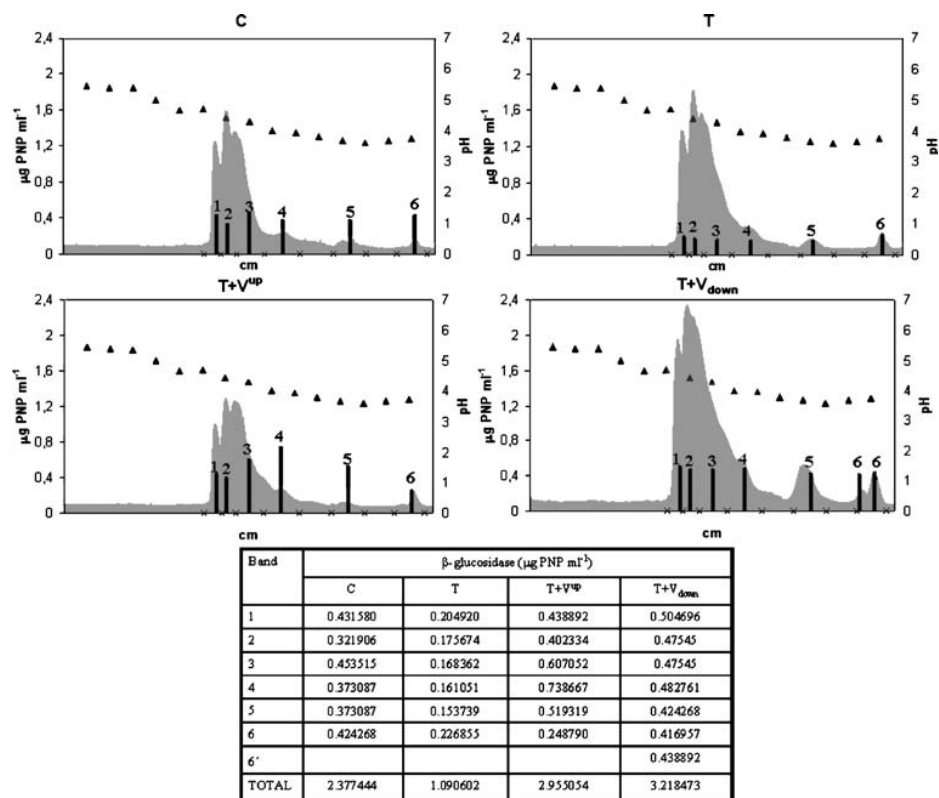 C
2,4
2
1,6
1,2
0,8
0,4
0
µg PNP ml⁻¹
7
6
5
4
3
2
1
0
pH
1 2 3 4 5 6
cm
T
2,4
2
1,6
1,2
0,8
0,4
0
µg PNP ml⁻¹
7
6
5
4
3
2
1
0
pH
1 2 3 4 5 6
cm
T+Vᵘᵖ
2,4
2
1,6
1,2
0,8
0,4
0
µg PNP ml⁻¹
7
6
5
4
3
2
1
0
pH
1 2 3 4 5 6
cm
T+V_down
2,4
2
1,6
1,2
0,8
0,4
0
µg PNP ml⁻¹
7
6
5
4
3
2
1
0
pH
1 2 3 4 5 6 6
cm
Band β-glucosidase (µg PNP ml⁻¹)
C T T+Vᵘᵖ T+V_down
1 0.431580 0.204920 0.438892 0.504696
2 0.321906 0.175674 0.402334 0.47545
3 0.453515 0.168362 0.607052 0.47545
4 0.373087 0.161051 0.738667 0.482761
5 0.373087 0.153739 0.519319 0.424268
6 0.424268 0.226855 0.248790 0.416957
6´ 0.438892
TOTAL 2.377444 1.090602 2.955054 3.218473